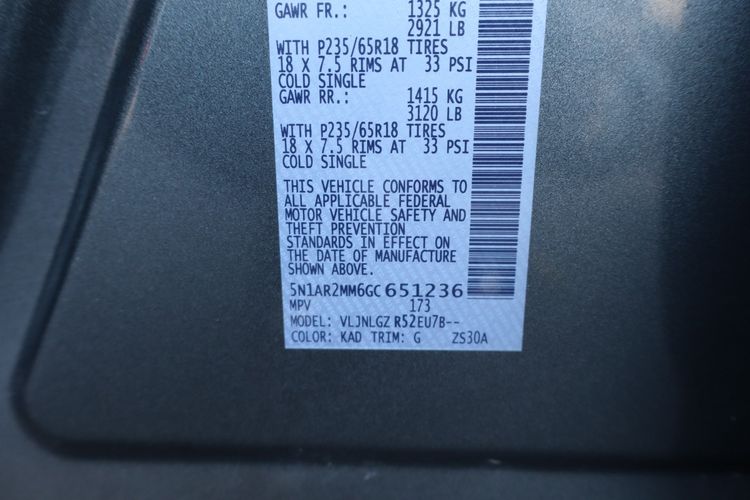 GAWR FR.: 1325 KG
2921 LB
WITH P235/65R18 TIRES
18 X 7.5 RIMS AT 33 PSI
COLD SINGLE
GAWR RR.: 1415 KG
3120 LB
WITH P235/65R18 TIRES
18 X 7.5 RIMS AT 33 PSI
COLD SINGLE
THIS VEHICLE CONFORMS TO
ALL APPLICABLE FEDERAL
MOTOR VEHICLE SAFETY AND
THEFT PREVENTION
STANDARDS IN EFFECT ON
THE DATE OF MANUFACTURE
SHOWN ABOVE.
5N1AR2MM6GC651236
MPV 173
MODEL: VLJNLGZ R52EU7B--
COLOR: KAD TRIM: G ZS30A